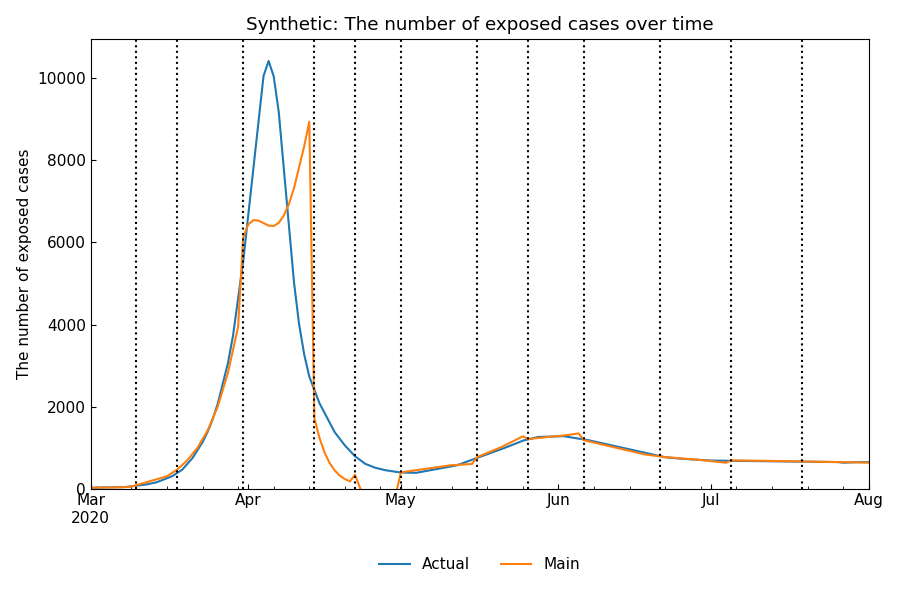 Synthetic: The number of exposed cases over time
The number of exposed cases
10000
8000
6000
4000
2000
0
Mar Apr May Jun Jul Aug
2020
Actual Main